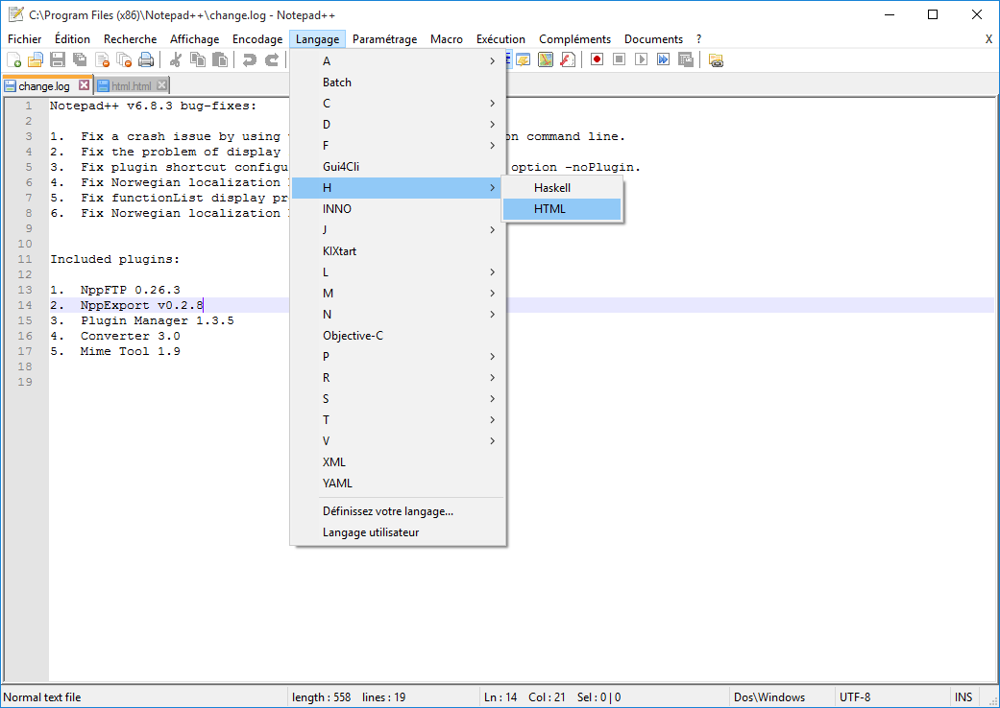 C:\Program Files (x86)\Notepad++\change.log - Notepad++
Fichier Édition Recherche Affichage Encodage Langage Paramétrage Macro Exécution Compléments Documents ? X
change.log html.html
1 Notepad++ v6.8.3 bug-fixes:
2
3 1. Fix a crash issue by using on command line.
4 2. Fix the problem of display
5 3. Fix plugin shortcut configu option -noPlugin.
6 4. Fix Norwegian localization
7 5. Fix functionList display pr
8 6. Fix Norwegian localization
9
10
11 Included plugins:
12
13 1. NppFTP 0.26.3
14 2. NppExport v0.2.8
15 3. Plugin Manager 1.3.5
16 4. Converter 3.0
17 5. Mime Tool 1.9
18
19
A
Batch
C
D
F
Gui4Cli
H
Haskell
HTML
INNO
J
KIXtart
L
M
N
Objective-C
P
R
S
T
V
XML
YAML
Définissez votre langage...
Langage utilisateur
Normal text file length : 558 lines : 19 Ln : 14 Col : 21 Sel : 0 | 0 Dos\Windows UTF-8 INS